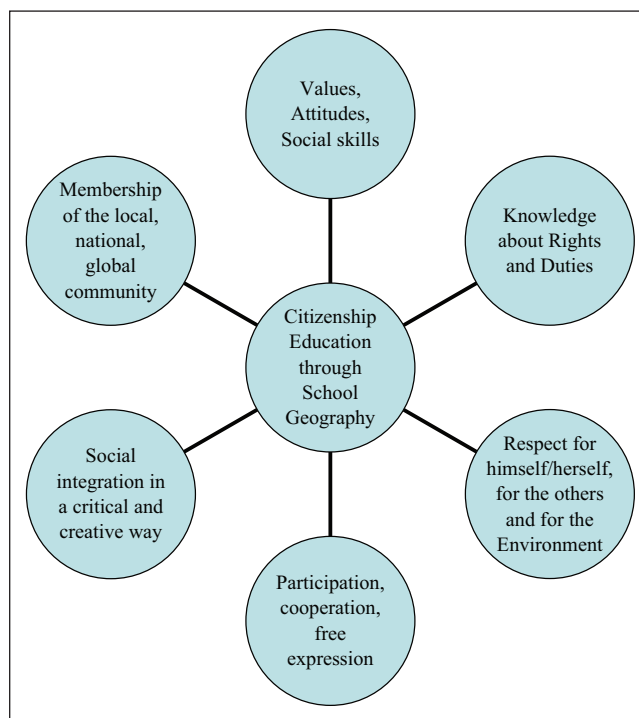 Values,
Attitudes,
Social skills
Membership
of the local,
national,
global
community
Knowledge
about Rights
and Duties
Citizenship
Education
through
School
Geography
Social
integration in
a critical and
creative way
Respect for
himself/herself,
for the others
and for the
Environment
Participation,
cooperation,
free
expression